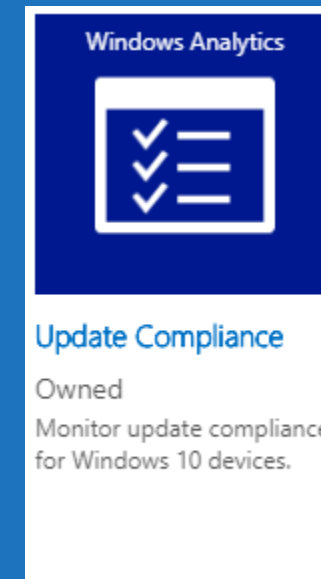 Windows Analytics
Update Compliance
Owned
Monitor update compliance
for Windows 10 devices.